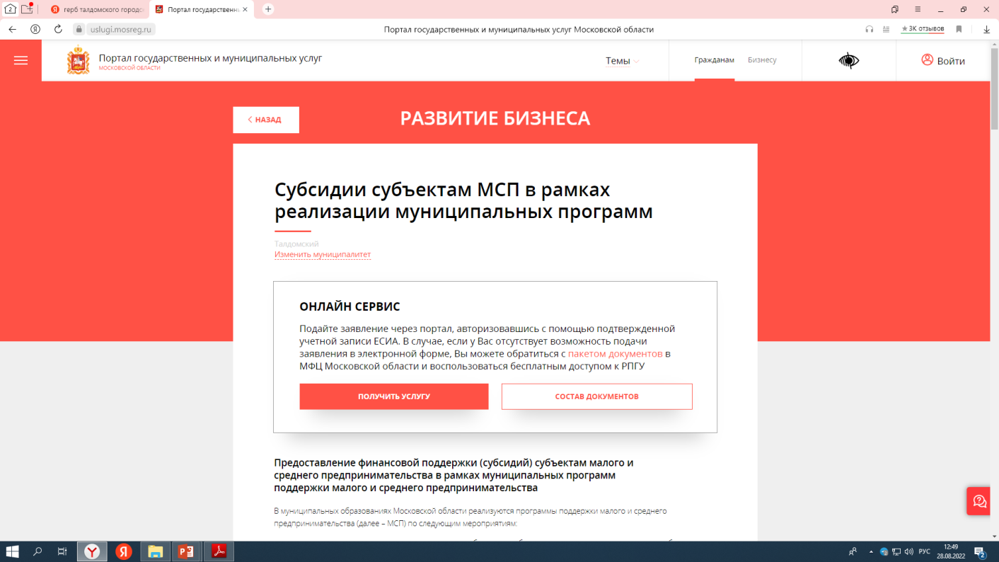 2
герб талдомского городс
Портал государственнь
uslugi.mosreg.ru
Портал государственных и муниципальных услуг Московской области
★ 3К отзывов
Портал государственных и муниципальных услуг
МОСКОВСКОЙ ОБЛАСТИ
Темы
Гражданам
Бизнесу
Войти
НАЗАД
РАЗВИТИЕ БИЗНЕСА
Субсидии субъектам МСП в рамках
реализации муниципальных программ
Талдомский
Изменить муниципалитет
ОНЛАЙН СЕРВИС
Подайте заявление через портал, авторизовавшись с помощью подтвержденной
учетной записи ЕСИА. В случае, если у Вас отсутствует возможность подачи
заявления в электронной форме, Вы можете обратиться с пакетом документов в
МФЦ Московской области и воспользоваться бесплатным доступом к РПГУ
ПОЛУЧИТЬ УСЛУГУ
СОСТАВ ДОКУМЕНТОВ
Предоставление финансовой поддержки (субсидий) субъектам малого и
среднего предпринимательства в рамках муниципальных программ
поддержки малого и среднего предпринимательства
В муниципальных образованиях Московской области реализуются программы поддержки малого и среднего
предпринимательства (далее – МСП) по следующим мероприятиям:
РУС
12:49
28.08.2022
2